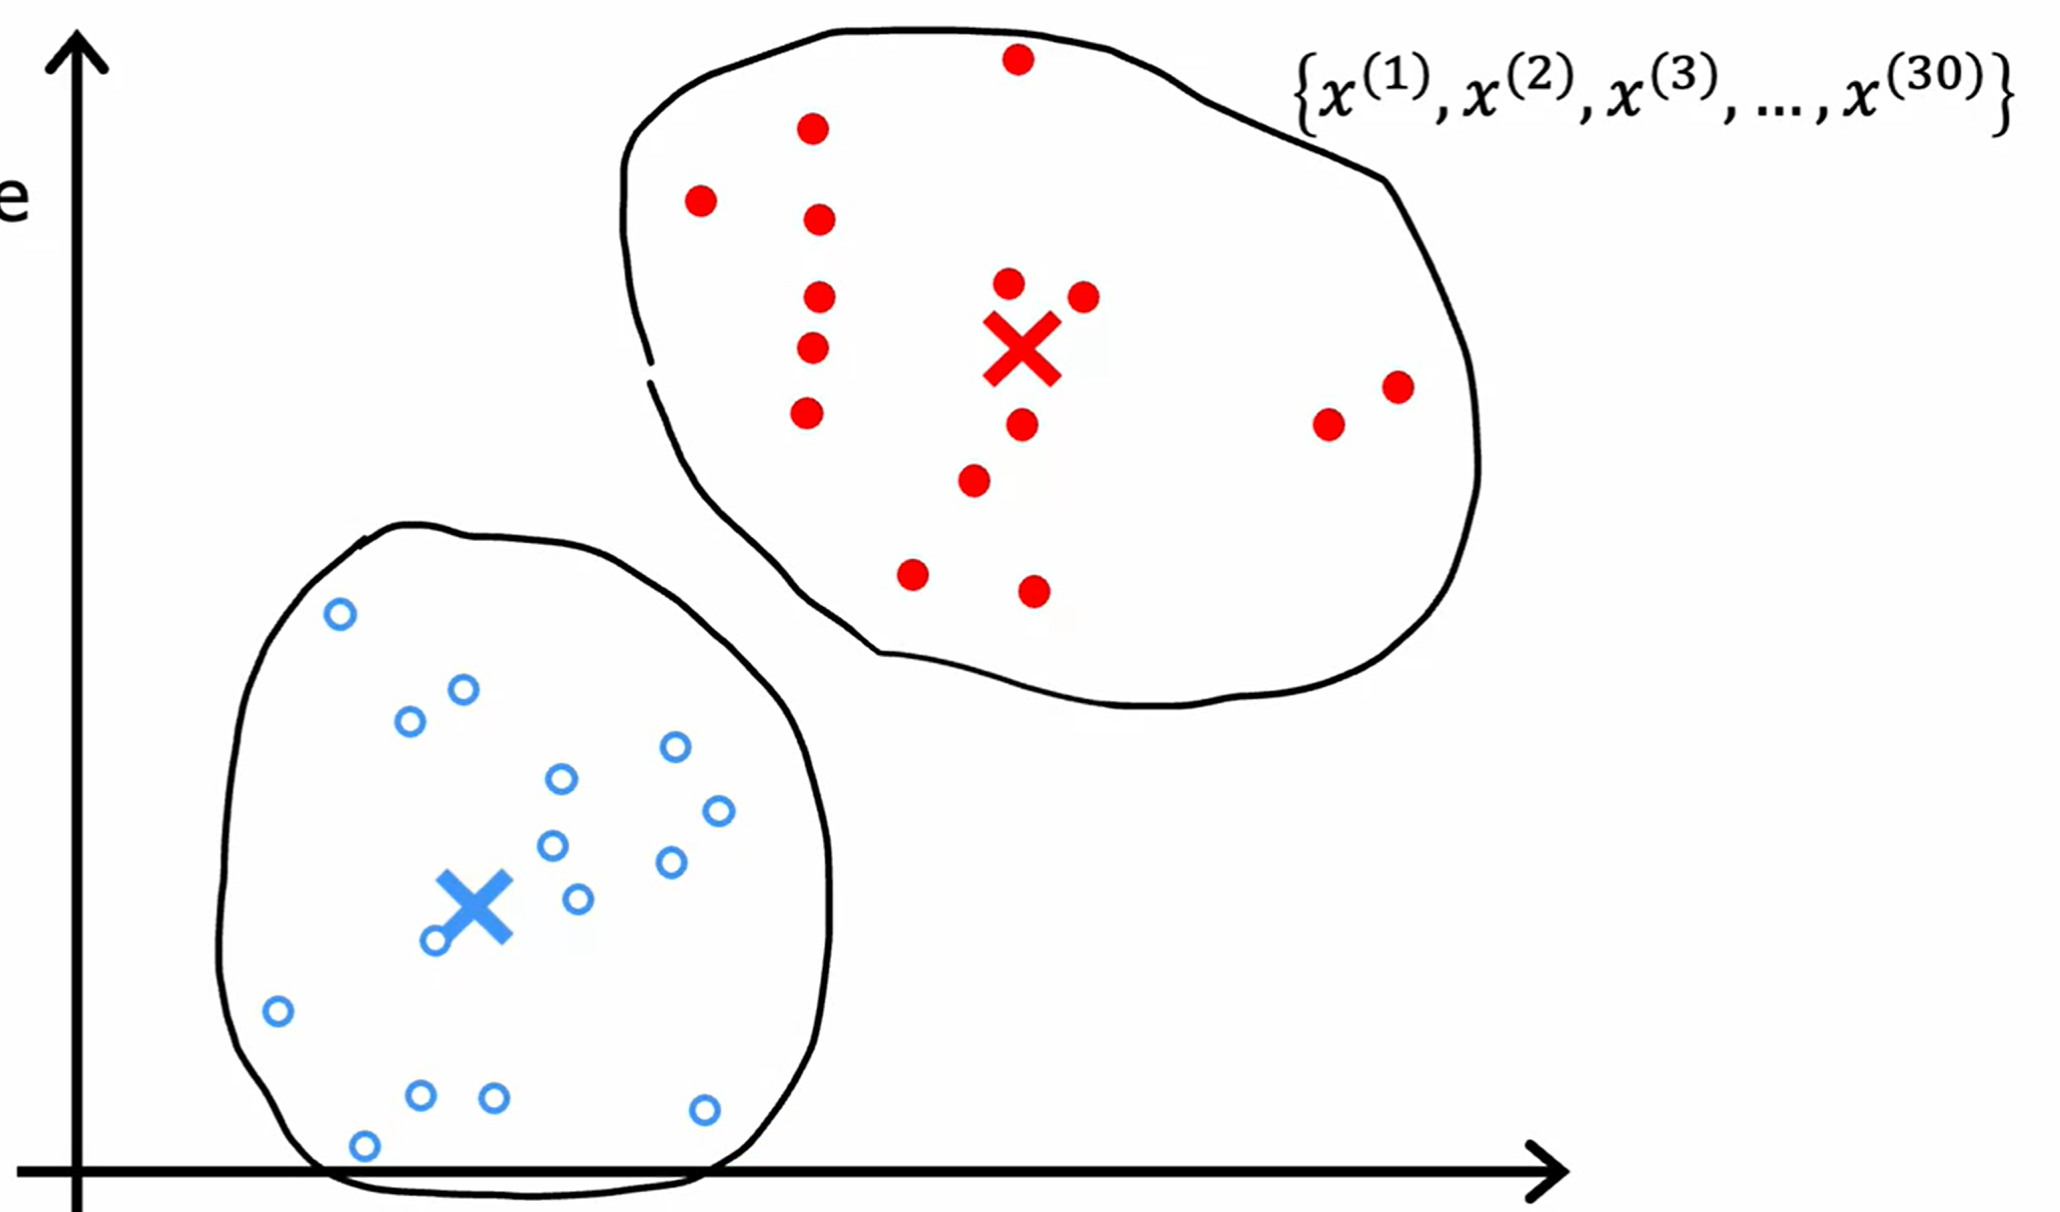 {x⁽¹⁾, x⁽²⁾, x⁽³⁾, ..., x⁽³⁰⁾}
e